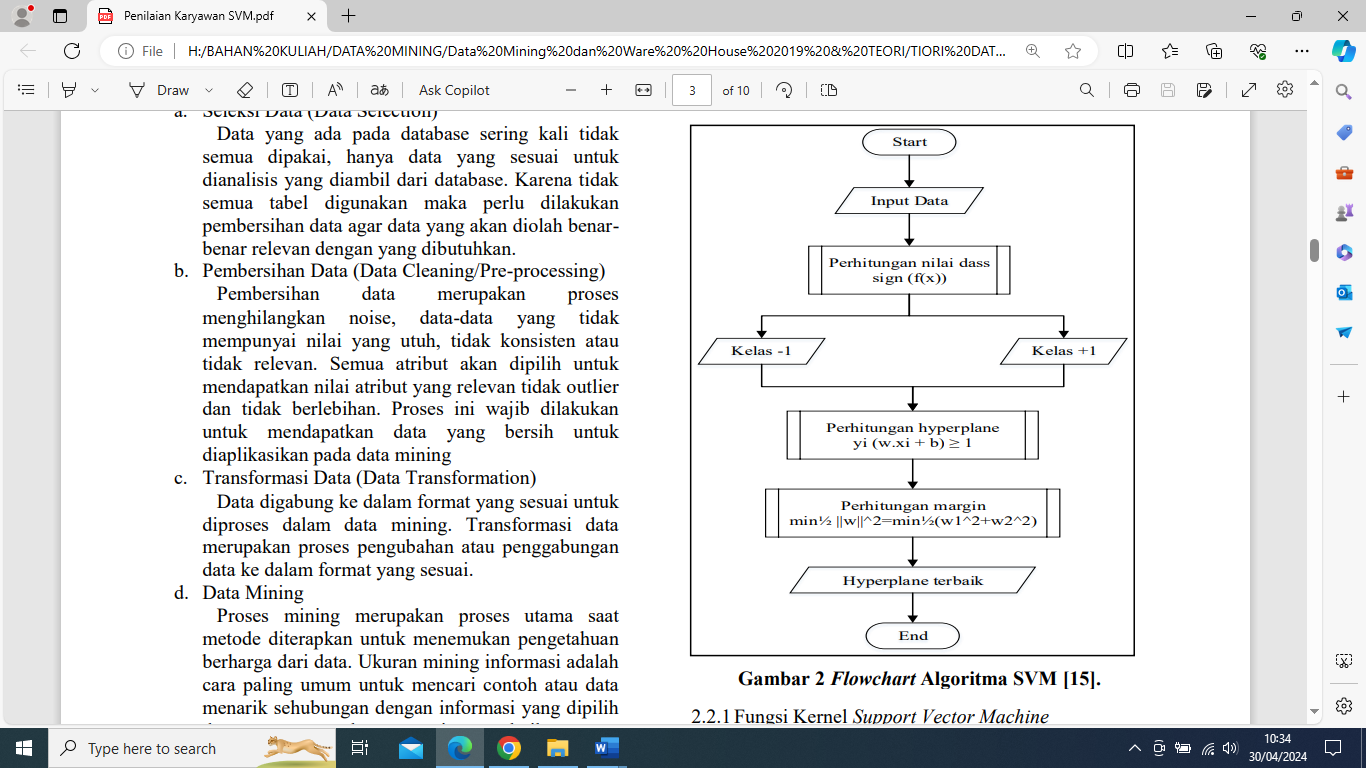 Penilaian Karyawan SVM.pdf
File
H:/BAHAN%20KULIAH/DATA%20MINING/Data%20Mining%20dan%20Ware%20%20House%202019%20&%20TEORI/TIORI%20DAT...
Draw
aあ
Ask Copilot
3
of 10
a. Seleksi Data (Data Selection)
Data yang ada pada database sering kali tidak
semua dipakai, hanya data yang sesuai untuk
dianalisis yang diambil dari database. Karena tidak
semua tabel digunakan maka perlu dilakukan
pembersihan data agar data yang akan diolah benar-
benar relevan dengan yang dibutuhkan.
b. Pembersihan Data (Data Cleaning/Pre-processing)
Pembersihan data merupakan proses
menghilangkan noise, data-data yang tidak
mempunyai nilai yang utuh, tidak konsisten atau
tidak relevan. Semua atribut akan dipilih untuk
mendapatkan nilai atribut yang relevan tidak outlier
dan tidak berlebihan. Proses ini wajib dilakukan
untuk mendapatkan data yang bersih untuk
diaplikasikan pada data mining
c. Transformasi Data (Data Transformation)
Data digabung ke dalam format yang sesuai untuk
diproses dalam data mining. Transformasi data
merupakan proses pengubahan atau penggabungan
data ke dalam format yang sesuai.
d. Data Mining
Proses mining merupakan proses utama saat
metode diterapkan untuk menemukan pengetahuan
berharga dari data. Ukuran mining informasi adalah
cara paling umum untuk mencari contoh atau data
menarik sehubungan dengan informasi yang dipilih
Start
Input Data
Perhitungan nilai dass
sign (f(x))
Kelas -1
Kelas +1
Perhitungan hyperplane
yi (w.xi + b) ≥ 1
Perhitungan margin
min½ ||w||^2=min½(w1^2+w2^2)
Hyperplane terbaik
End
Gambar 2 Flowchart Algoritma SVM [15].
2.2.1 Fungsi Kernel Support Vector Machine
Type here to search
10:34
30/04/2024